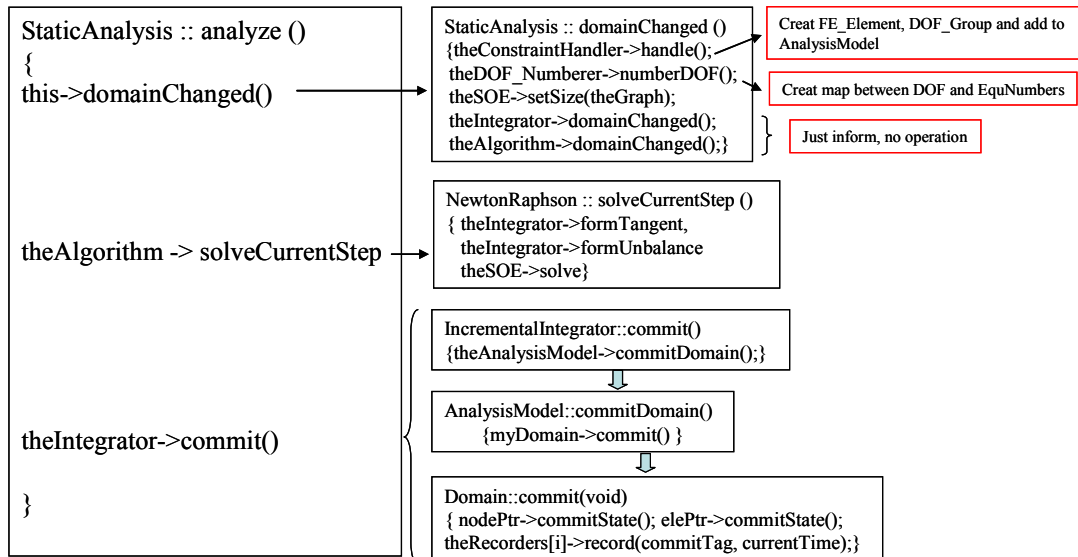 StaticAnalysis :: analyze ()
{
this->domainChanged()
theAlgorithm -> solveCurrentStep
theIntegrator->commit()
}
StaticAnalysis :: domainChanged ()
{theConstraintHandler->handle();
theDOF_Numberer->numberDOF();
theSOE->setSize(theGraph);
theIntegrator->domainChanged();
theAlgorithm->domainChanged();}
Creat FE_Element, DOF_Group and add to
AnalysisModel
Creat map between DOF and EquNumbers
Just inform, no operation
NewtonRaphson :: solveCurrentStep ()
{ theIntegrator->formTangent,
theIntegrator->formUnbalance
theSOE->solve}
IncrementalIntegrator::commit()
{theAnalysisModel->commitDomain();}
AnalysisModel::commitDomain()
{myDomain->commit() }
Domain::commit(void)
{ nodePtr->commitState(); elePtr->commitState();
theRecorders[i]->record(commitTag, currentTime);}